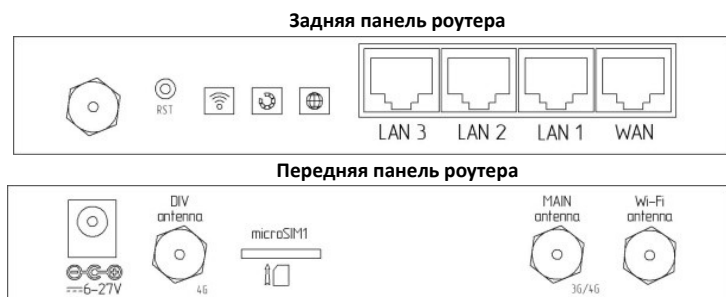 Задняя панель роутера
RST
LAN 3 LAN 2 LAN 1 WAN
Передняя панель роутера
DIV antenna
microSIM1
MAIN antenna
Wi-Fi antenna
6-27V
4G
3G/4G